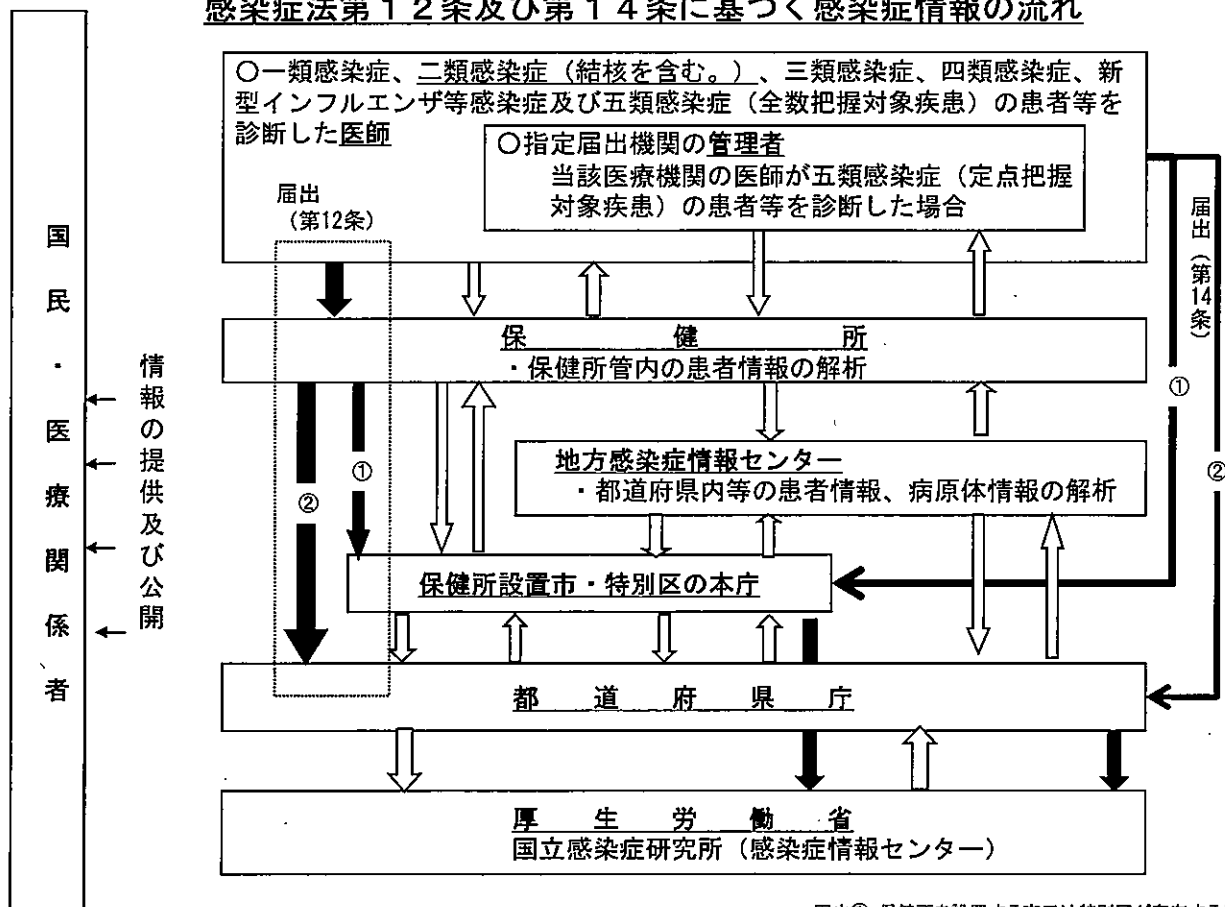 感染症法第12条及び第14条に基づく感染症情報の流れ
○一類感染症、二類感染症（結核を含む。）、三類感染症、四類感染症、新
型インフルエンザ等感染症及び五類感染症（全数把握対象疾患）の患者等を
診断した医師
○指定届出機関の管理者
当該医療機関の医師が五類感染症（定点把握
対象疾患）の患者等を診断した場合
届出
（第12条）
届出（第14条）
国民・医療関係者
情報の提供及び公開
保健所
・保健所管内の患者情報の解析
①
②
①
②
地方感染症情報センター
・都道府県内等の患者情報、病原体情報の解析
保健所設置市・特別区の本庁
都道府県庁
厚生労働省
国立感染症研究所（感染症情報センター）